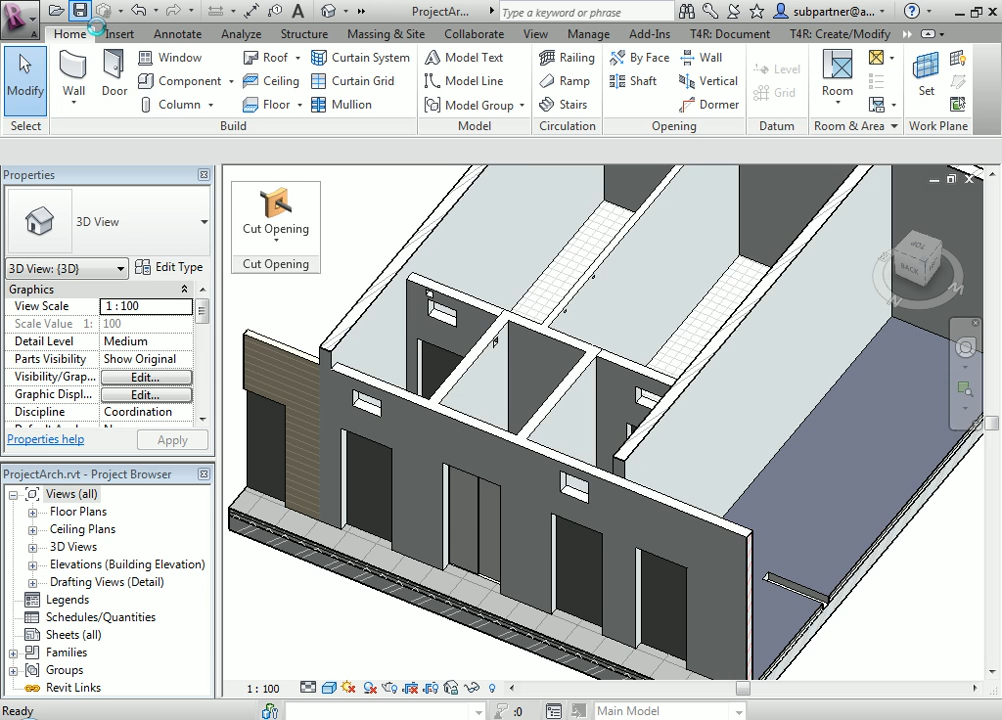 ProjectAr...
Type a keyword or phrase
subpartner@a...
Home Insert Annotate Analyze Structure Massing & Site Collaborate View Manage Add-Ins T4R: Document T4R: Create/Modify
Modify
Wall
Door
Window
Component
Column
Roof
Ceiling
Floor
Curtain System
Curtain Grid
Mullion
Model Text
Model Line
Model Group
Railing
Ramp
Stairs
By Face
Shaft
Wall
Vertical
Dormer
Level
Grid
Room
Set
Select Build Model Circulation Opening Datum Room & Area Work Plane
Properties
3D View
3D View: {3D} Edit Type
Graphics
View Scale 1 : 100
Scale Value 1: 100
Detail Level Medium
Parts Visibility Show Original
Visibility/Grap... Edit...
Graphic Displ... Edit...
Discipline Coordination
Properties help Apply
Cut Opening
Cut Opening
TOP
BACK
ProjectArch.rvt - Project Browser
Views (all)
Floor Plans
Ceiling Plans
3D Views
Elevations (Building Elevation)
Drafting Views (Detail)
Legends
Schedules/Quantities
Sheets (all)
Families
Groups
Revit Links
1 : 100
Ready
:0
Main Model